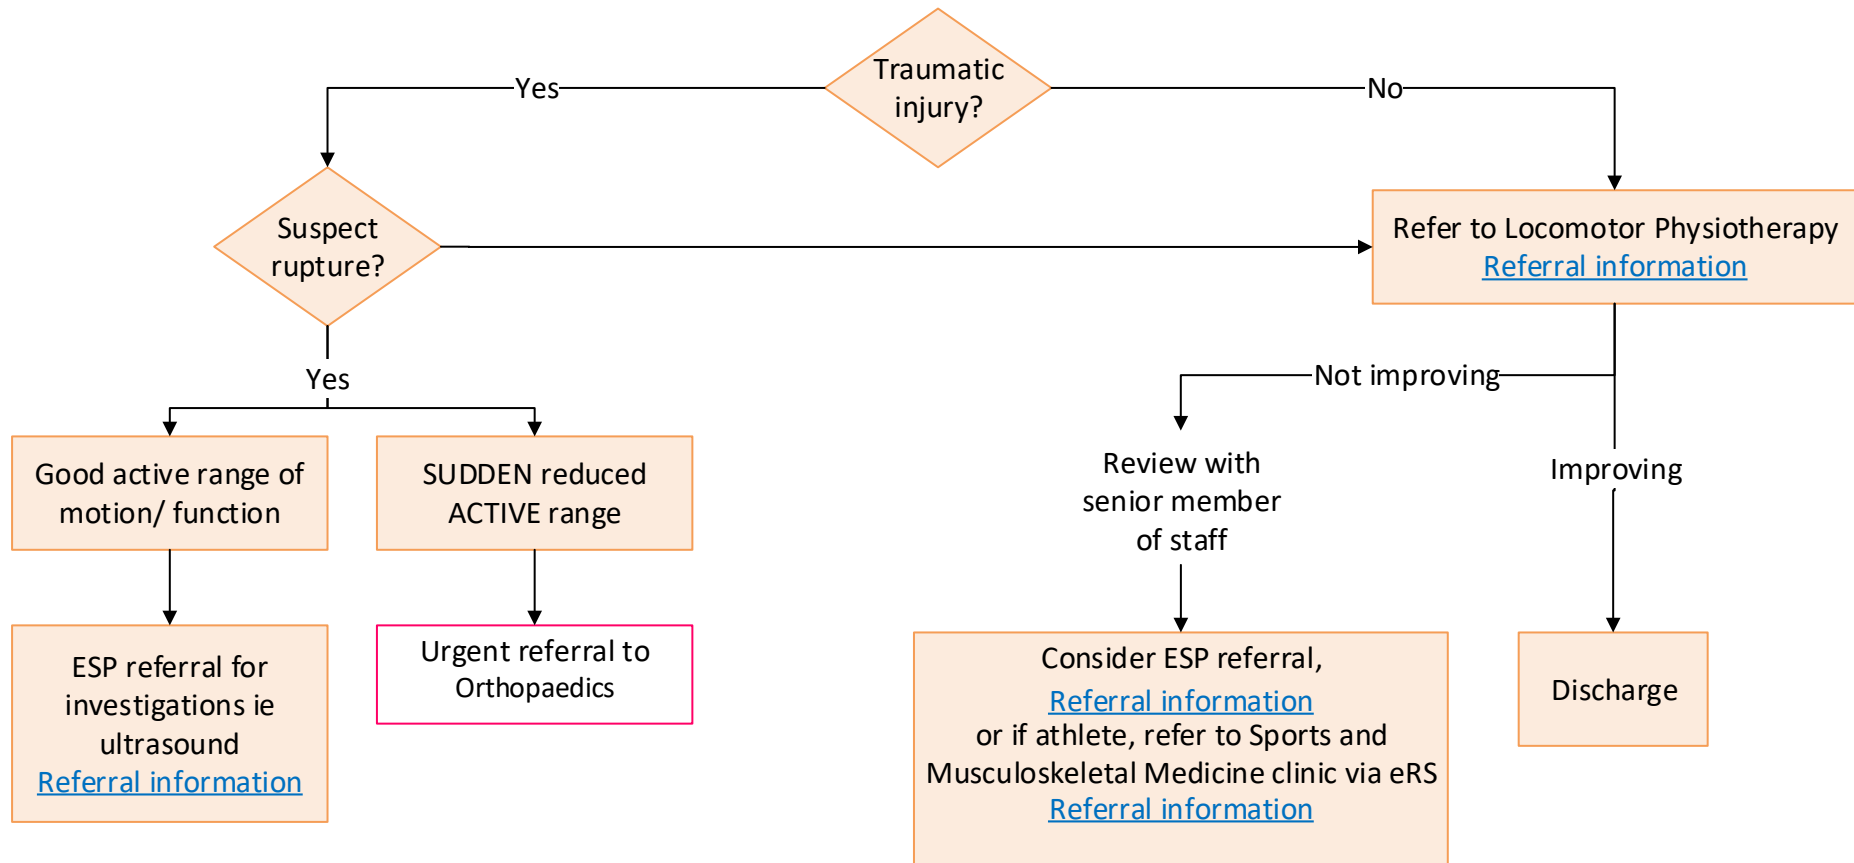 Traumatic
injury?
Yes
No
Suspect
rupture?
Refer to Locomotor Physiotherapy
Referral information
Yes
Not improving
Good active range of
motion/ function
SUDDEN reduced
ACTIVE range
Review with
senior member
of staff
Improving
ESP referral for
investigations ie
ultrasound
Referral information
Urgent referral to
Orthopaedics
Consider ESP referral,
Referral information
or if athlete, refer to Sports and
Musculoskeletal Medicine clinic via eRS
Referral information
Discharge